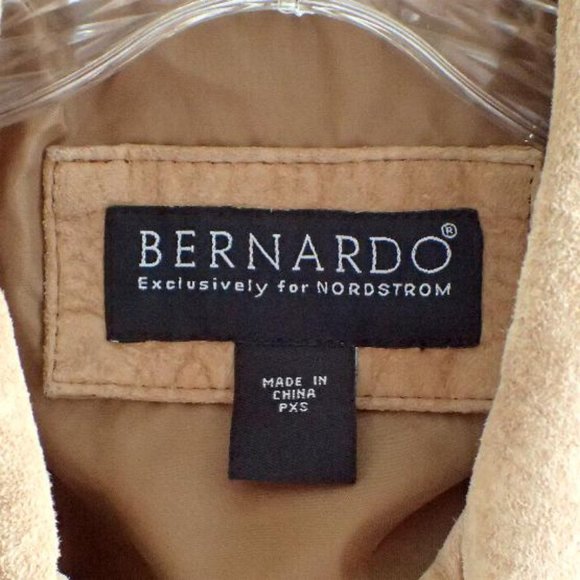 BERNARDO®
Exclusively for NORDSTROM
MADE IN
CHINA
PXS